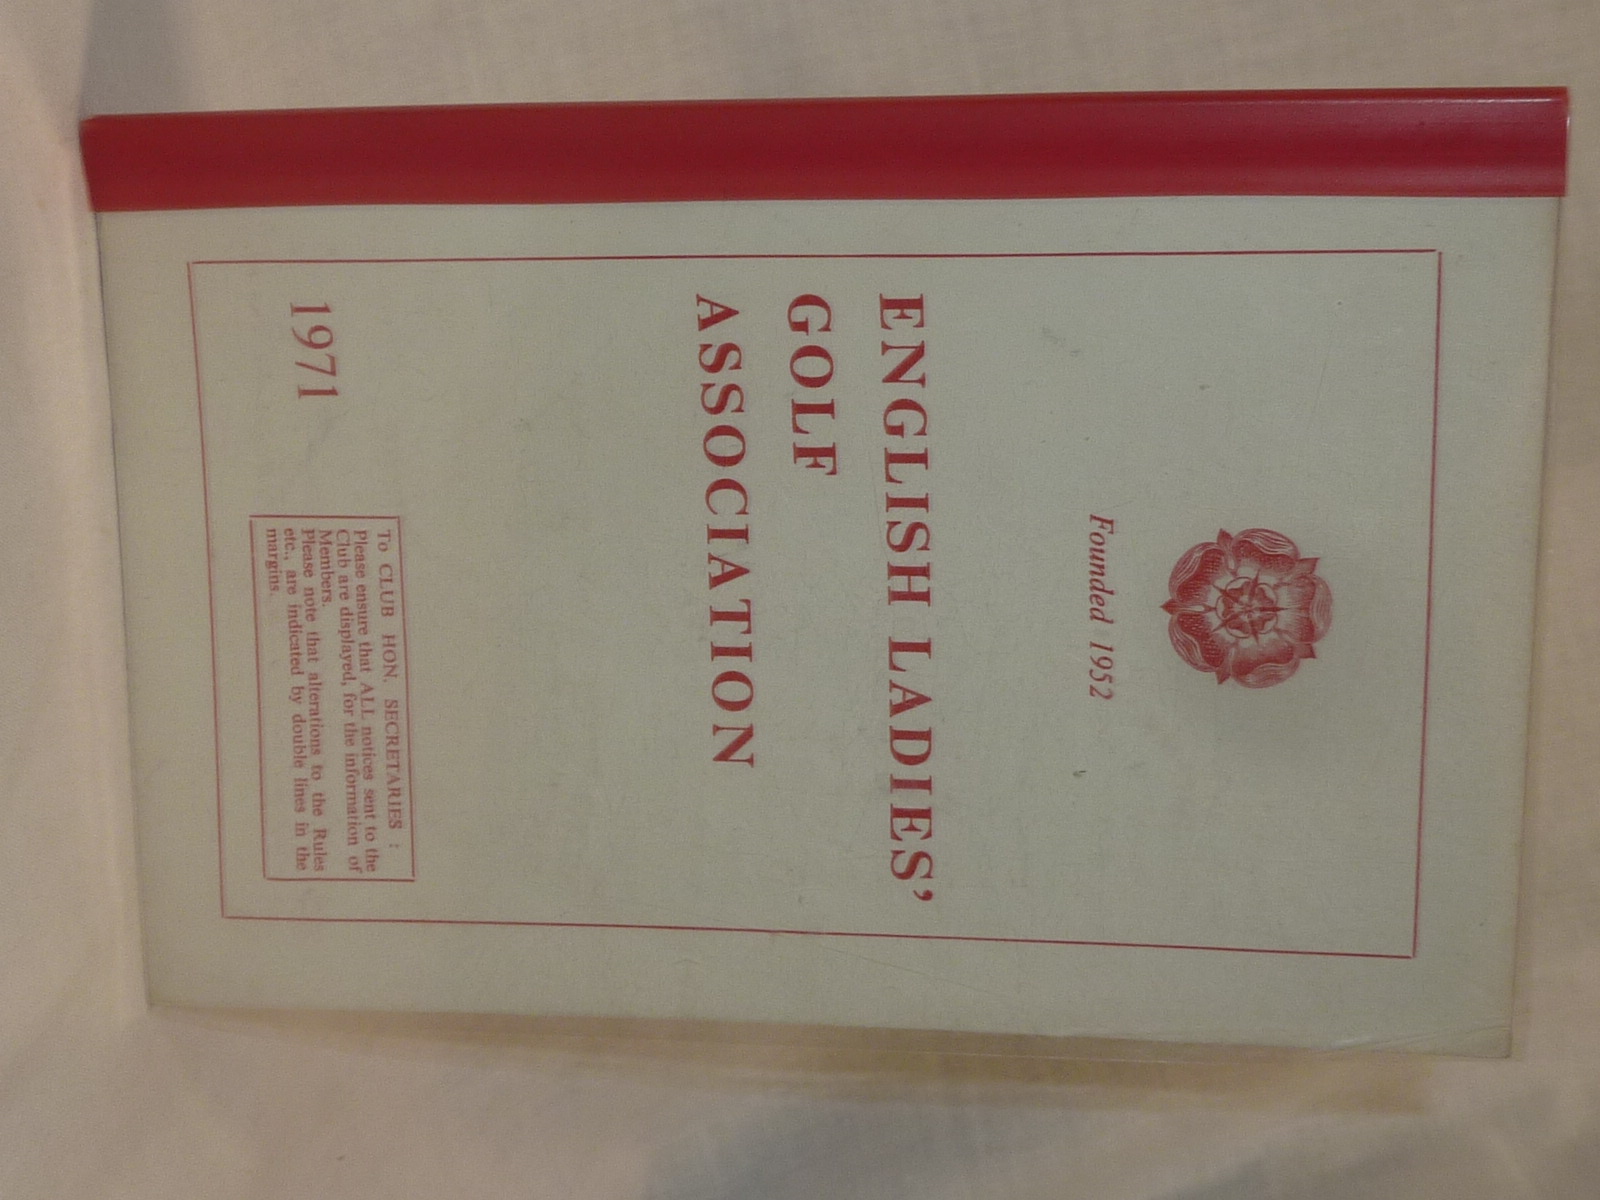 Founded 1952
ENGLISH LADIES'
GOLF
ASSOCIATION
1971
To CLUB HON. SECRETARIES :
Please ensure that ALL notices sent to the
Club are displayed, for the information of
Members.
Please note that alterations to the Rules
etc., are indicated by double lines in the
margins.